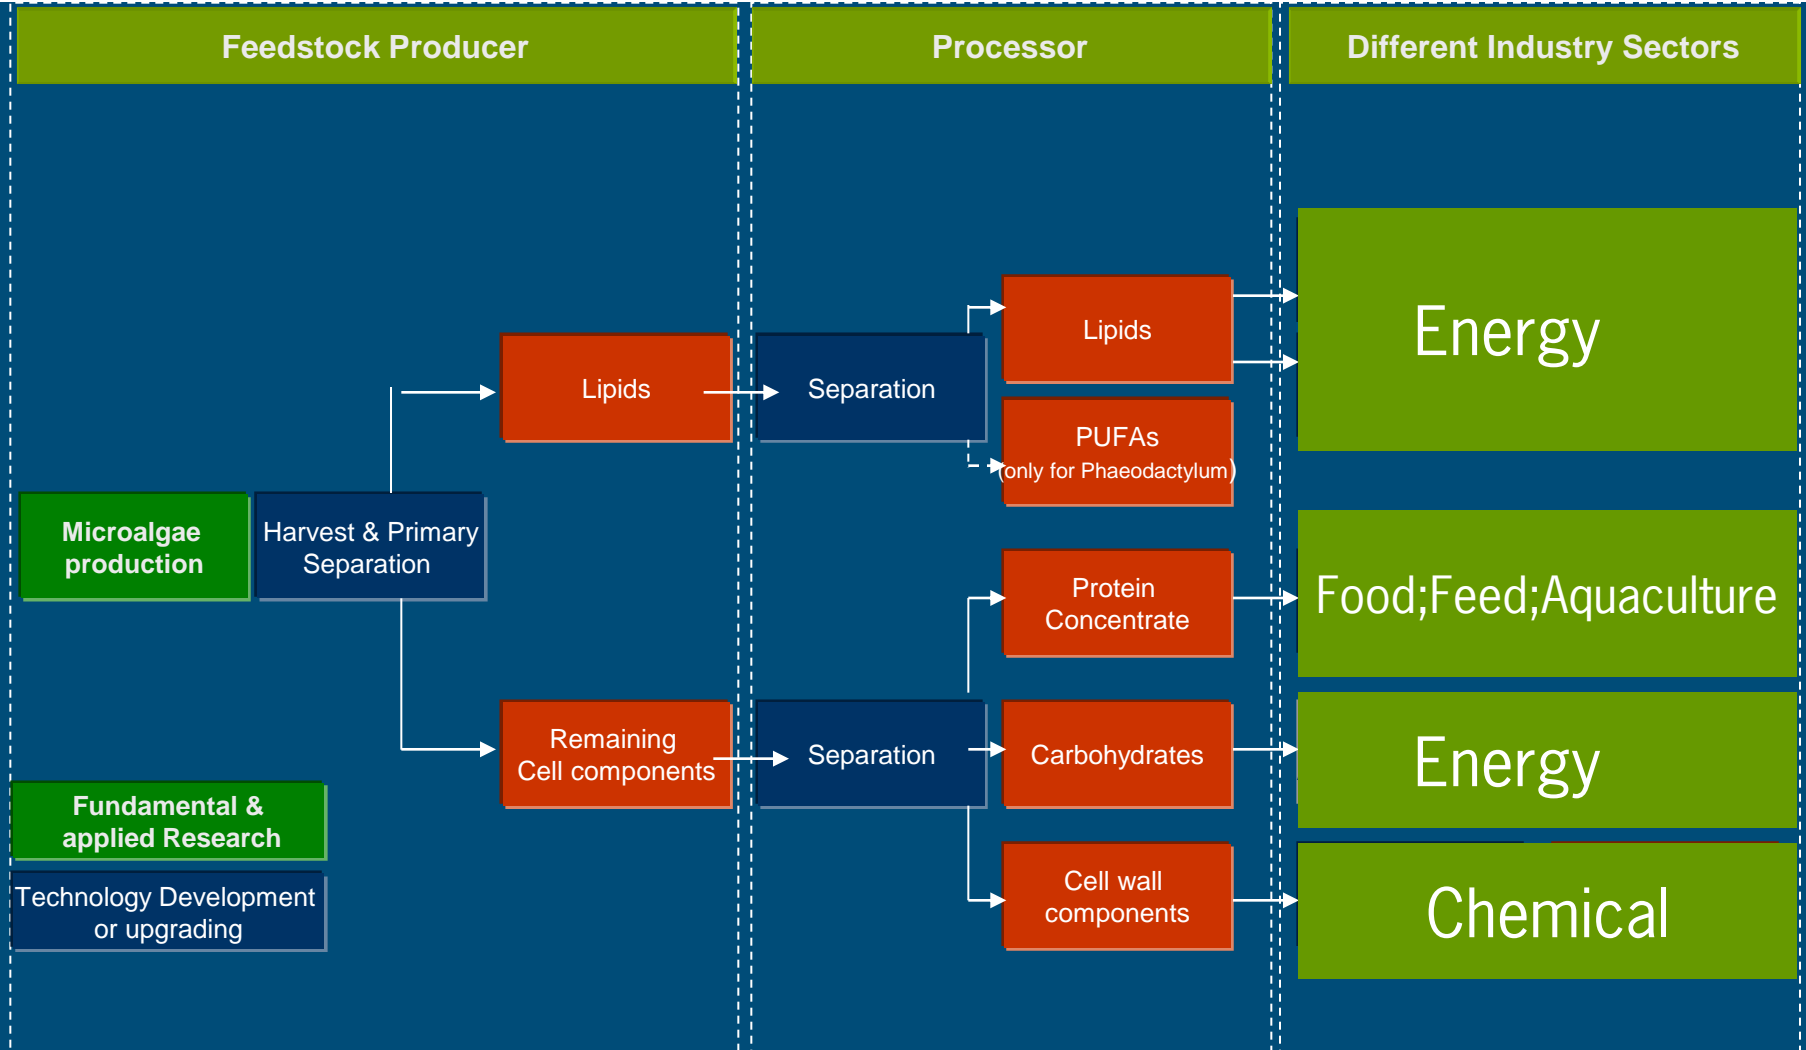 Feedstock Producer
Processor
Different Industry Sectors
Energy
Lipids
Lipids
Separation
PUFAs
(only for Phaeodactylum)
Microalgae
production
Harvest & Primary
Separation
Protein
Concentrate
Food;Feed;Aquaculture
Remaining
Cell components
Separation
Carbohydrates
Energy
Fundamental &
applied Research
Cell wall
components
Chemical
Technology Development
or upgrading